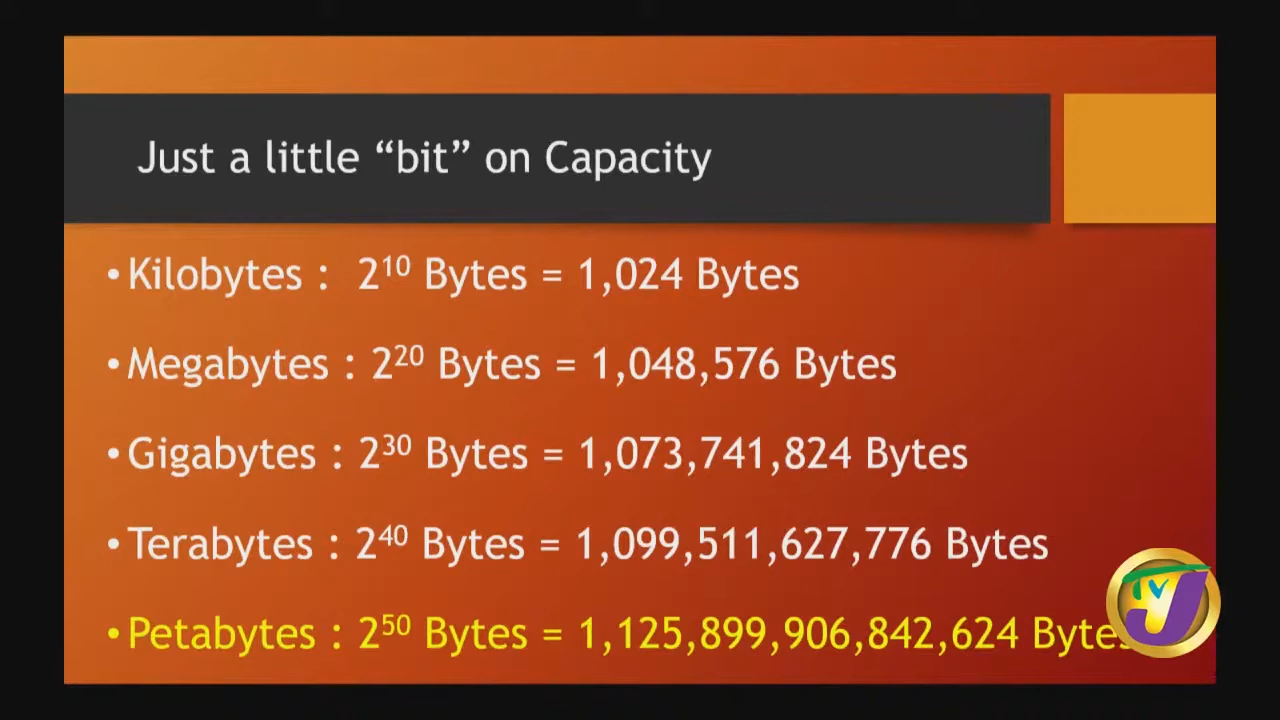 Just a little “bit” on Capacity
•Kilobytes : 2¹⁰ Bytes = 1,024 Bytes
•Megabytes : 2²⁰ Bytes = 1,048,576 Bytes
•Gigabytes : 2³⁰ Bytes = 1,073,741,824 Bytes
•Terabytes : 2⁴⁰ Bytes = 1,099,511,627,776 Bytes
•Petabytes : 2⁵⁰ Bytes = 1,125,899,906,842,624 Bytes
TVJ